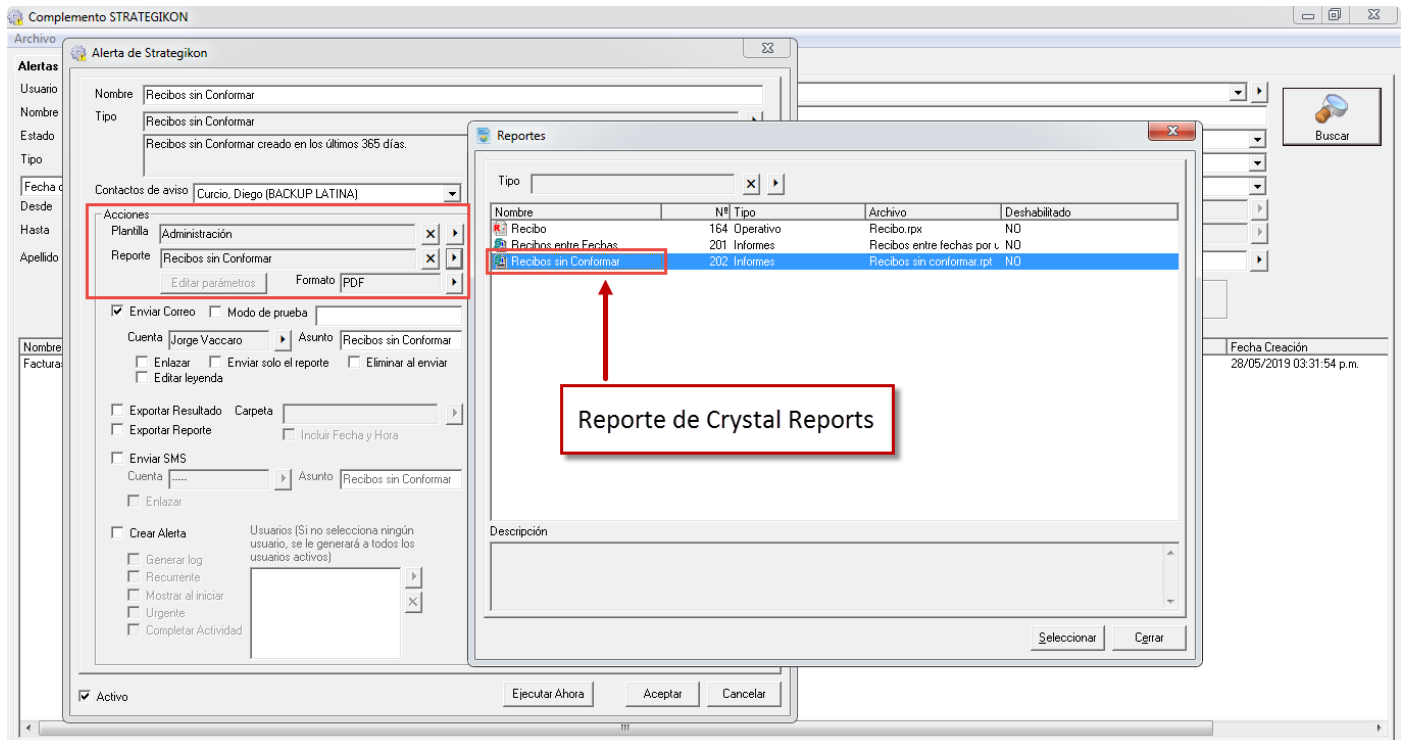 Complemento STRATEGIKON
Archivo
Alertas
Usuario
Nombre
Estado
Tipo
Fecha
Desde
Hasta
Apellido
Buscar
Nombre
Fecha Creación
Factura
28/05/2019 03:31:54 p.m.
Alerta de Strategikon
Nombre Recibos sin Conformar
Tipo Recibos sin Conformar
Recibos sin Conformar creado en los últimos 365 días.
Contactos de aviso Curcio, Diego (BACKUP LATINA)
Acciones
Plantilla Administración
Reporte Recibos sin Conformar
Editar parámetros Formato PDF
Enviar Correo Modo de prueba
Cuenta Jorge Vaccaro Asunto Recibos sin Conformar
Enlazar Enviar solo el reporte Eliminar al enviar
Editar leyenda
Exportar Resultado Carpeta
Exportar Reporte Incluir Fecha y Hora
Enviar SMS
Cuenta ----- Asunto Recibos sin Conformar
Enlazar
Crear Alerta Usuarios (Si no selecciona ningún
usuario, se le generará a todos los
usuarios activos)
Generar log
Recurrente
Mostrar al iniciar
Urgente
Completar Actividad
Activo
Ejecutar Ahora Aceptar Cancelar
Reportes
Tipo
Nombre Nº Tipo Archivo Deshabilitado
Recibo 164 Operativo Recibo.rpx NO
Recibos entre Fechas 201 Informes Recibos entre fechas por NO
Recibos sin Conformar 202 Informes Recibos sin conformar.rpt NO
Reporte de Crystal Reports
Descripción
Seleccionar Cerrar